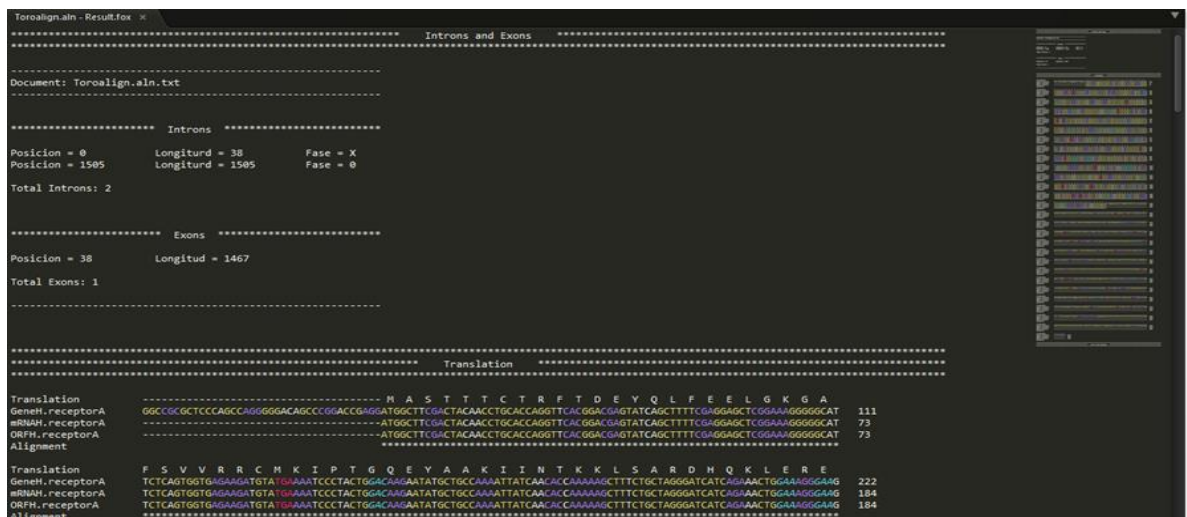 Toroalign.aln - Result.fox ×
****************************************************************** Introns and Exons ******************************************************************
Document: Toroalign.aln.txt
************************ Introns **************************
Posicion = 0 Longiturd = 38 Fase = X
Posicion = 1505 Longiturd = 1505 Fase = 0
Total Introns: 2
************************* Exons ***************************
Posicion = 38 Longitud = 1467
Total Exons: 1
Translation
Translation M A S T T T C T R F T D E Y Q L F E E L G K G A
GeneH.receptorA GGCCGCGCTCCCAGCCAGGGGGACAGCCCGGACCGAGGATGGCTTCGACTACAACCTGCACCAGGTTCACGGACGAGTATCAGCTTTTCGAGGAGCTCGGAAAGGGGGCAT 111
mRNAH.receptorA --------------------------------------ATGGCTTCGACTACAACCTGCACCAGGTTCACGGACGAGTATCAGCTTTTCGAGGAGCTCGGAAAGGGGGCAT 73
ORFH.receptorA --------------------------------------ATGGCTTCGACTACAACCTGCACCAGGTTCACGGACGAGTATCAGCTTTTCGAGGAGCTCGGAAAGGGGGCAT 73
Alignment
Translation F S V V R R C M K I P T G Q E Y A A K I I N T K K L S A R D H Q K L E R E
GeneH.receptorA TCTCAGTGGTGAGAAGATGTATGAAAATCCCTACTGGACAAGAATATGCTGCCAAAATTATCAACACCAAAAAGCTTTCTGCTAGGGATCATCAGAAACTGGAAAGGGAAG 222
mRNAH.receptorA TCTCAGTGGTGAGAAGATGTATGAAAATCCCTACTGGACAAGAATATGCTGCCAAAATTATCAACACCAAAAAGCTTTCTGCTAGGGATCATCAGAAACTGGAAAGGGAAG 184
ORFH.receptorA TCTCAGTGGTGAGAAGATGTATGAAAATCCCTACTGGACAAGAATATGCTGCCAAAATTATCAACACCAAAAAGCTTTCTGCTAGGGATCATCAGAAACTGGAAAGGGAAG 184
Alignment